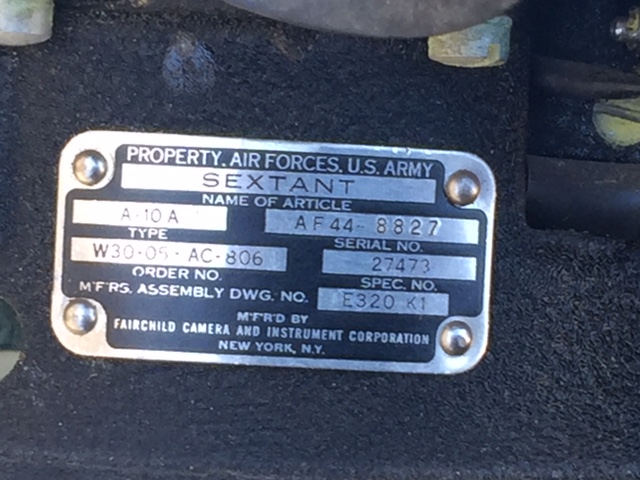 PROPERTY, AIR FORCES, U.S. ARMY
SEXTANT
NAME OF ARTICLE
A-10A AF44-8827
TYPE SERIAL NO.
W30-05-AC-806 27473
ORDER NO. SPEC. NO.
M'F'RS. ASSEMBLY DWG. NO. E320 K1
M'F'R'D BY
FAIRCHILD CAMERA AND INSTRUMENT CORPORATION
NEW YORK, N.Y.